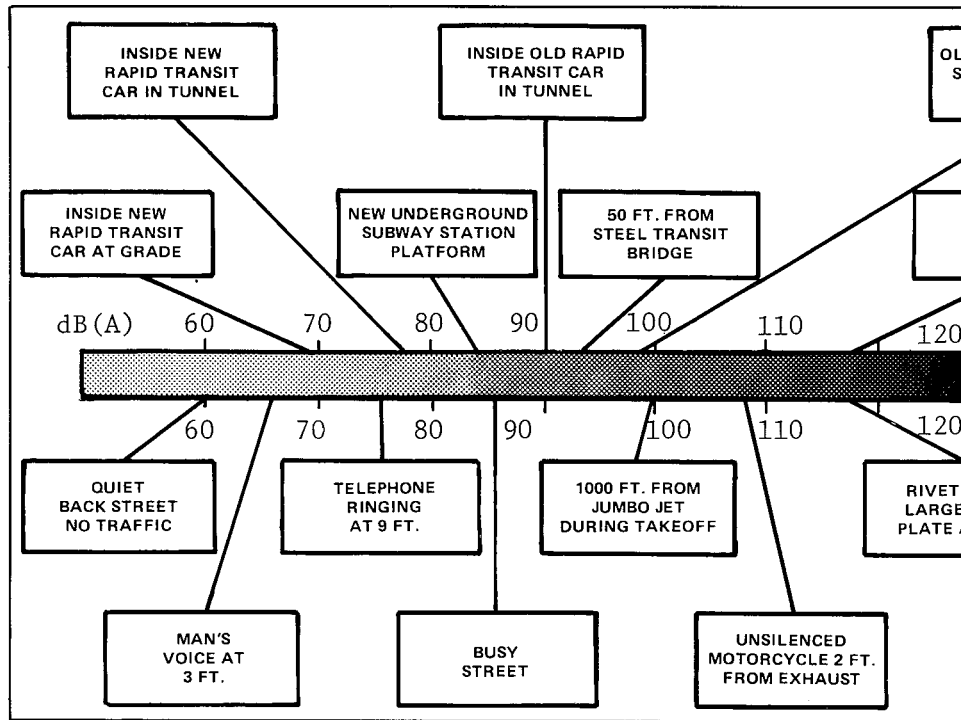 INSIDE NEW
RAPID TRANSIT
CAR IN TUNNEL
INSIDE OLD RAPID
TRANSIT CAR
IN TUNNEL
INSIDE NEW
RAPID TRANSIT
CAR AT GRADE
NEW UNDERGROUND
SUBWAY STATION
PLATFORM
50 FT. FROM
STEEL TRANSIT
BRIDGE
dB(A) 60 70 80 90 100 110 120
60 70 80 90 100 110 120
QUIET
BACK STREET
NO TRAFFIC
TELEPHONE
RINGING
AT 9 FT.
1000 FT. FROM
JUMBO JET
DURING TAKEOFF
RIVET
LARGE
PLATE
MAN'S
VOICE AT
3 FT.
BUSY
STREET
UNSILENCED
MOTORCYCLE 2 FT.
FROM EXHAUST